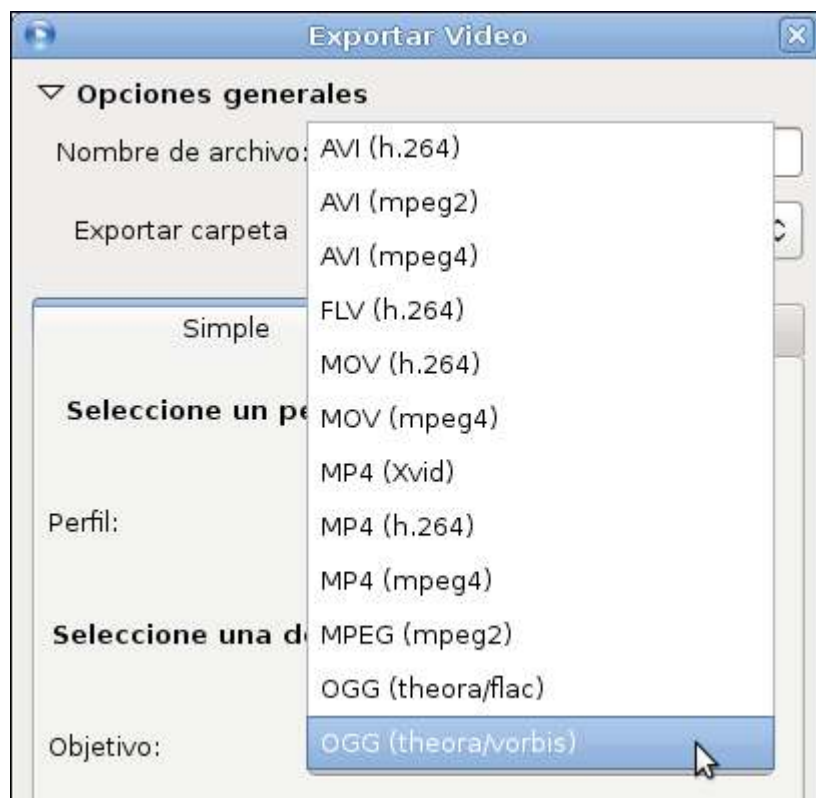 Exportar Video
Opciones generales
Nombre de archivo:
Exportar carpeta
Simple
Seleccione un pe
Perfil:
Seleccione una de
Objetivo:
AVI (h.264)
AVI (mpeg2)
AVI (mpeg4)
FLV (h.264)
MOV (h.264)
MOV (mpeg4)
MP4 (Xvid)
MP4 (h.264)
MP4 (mpeg4)
MPEG (mpeg2)
OGG (theora/flac)
OGG (theora/vorbis)